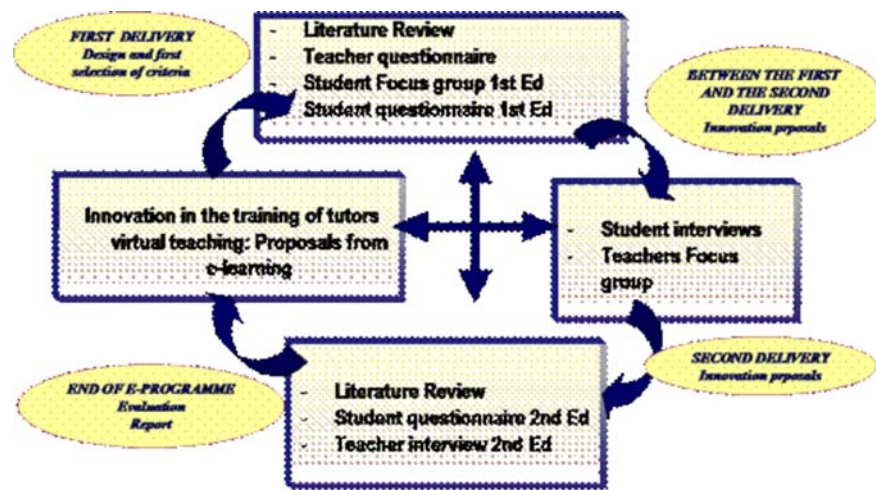 FIRST DELIVERY
Design and first
selection of criteria
- Literature Review
- Teacher questionnaire
- Student Focus group 1st Ed
- Student questionnaire 1st Ed
BETWEEN THE FIRST
AND THE SECOND
DELIVERY
Innovation prposals
Innovation in the training of tutors
virtual teaching: Proposals from
e-learning
- Student interviews
- Teachers Focus
group
END OF E-PROGRAMME
Evaluation
Report
- Literature Review
- Student questionnaire 2nd Ed
- Teacher interview 2nd Ed
SECOND DELIVERY
Innovation prposals